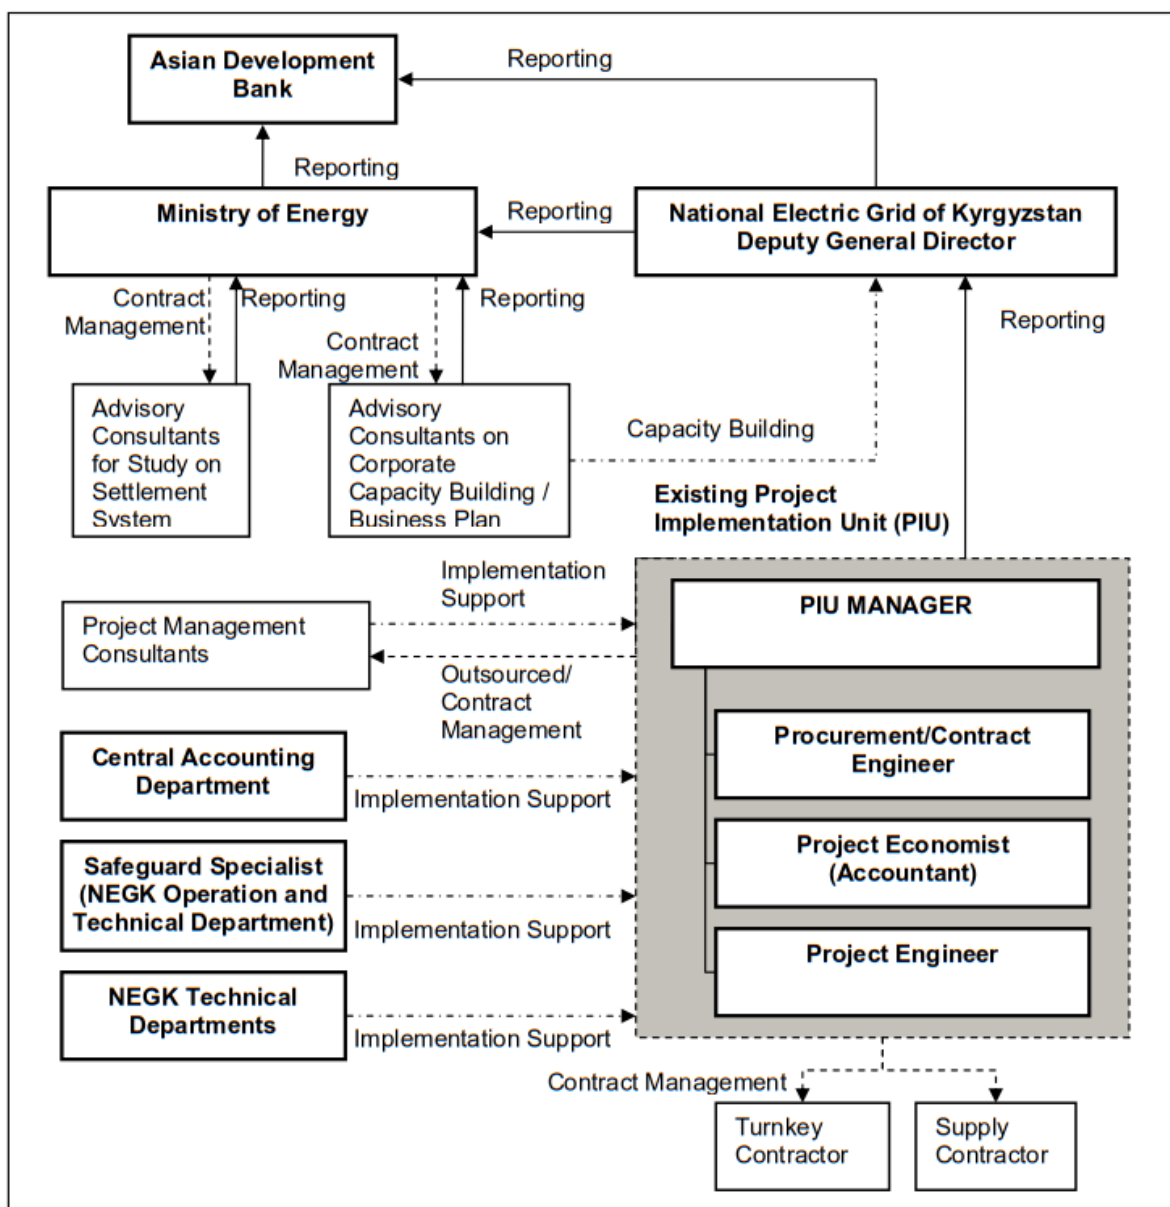 Asian Development
Bank
Reporting
Reporting
Ministry of Energy
Reporting
National Electric Grid of Kyrgyzstan
Deputy General Director
Contract
Management
Reporting
Contract
Management
Reporting
Reporting
Advisory
Consultants
for Study on
Settlement
System
Advisory
Consultants on
Corporate
Capacity Building /
Business Plan
Capacity Building
Existing Project
Implementation Unit (PIU)
Implementation
Support
Project Management
Consultants
Outsourced/
Contract
Management
PIU MANAGER
Procurement/Contract
Engineer
Central Accounting
Department
Implementation Support
Project Economist
(Accountant)
Safeguard Specialist
(NEGK Operation and
Technical Department)
Implementation Support
Project Engineer
NEGK Technical
Departments
Implementation Support
Contract Management
Turnkey
Contractor
Supply
Contractor